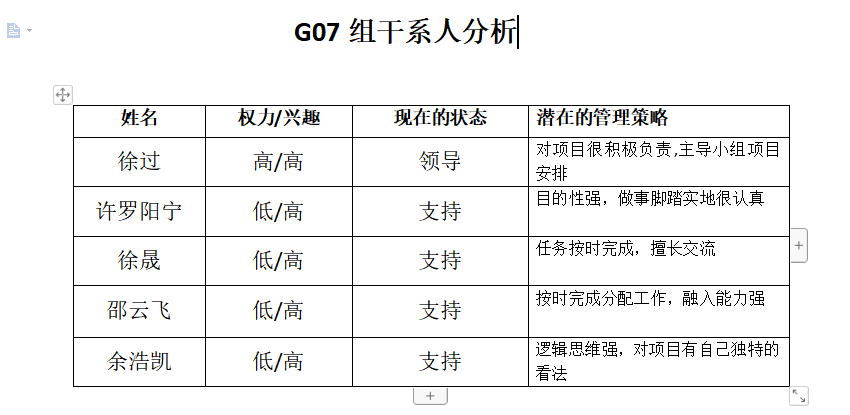 G07 组干系人分析
姓名 权力/兴趣 现在的状态 潜在的管理策略
徐过 高/高 领导 对项目很积极负责,主导小组项目
安排
许罗阳宁 低/高 支持 目的性强，做事脚踏实地很认真
徐晟 低/高 支持 任务按时完成，擅长交流
邵云飞 低/高 支持 按时完成分配工作，融入能力强
余浩凯 低/高 支持 逻辑思维强，对项目有自己独特的
看法